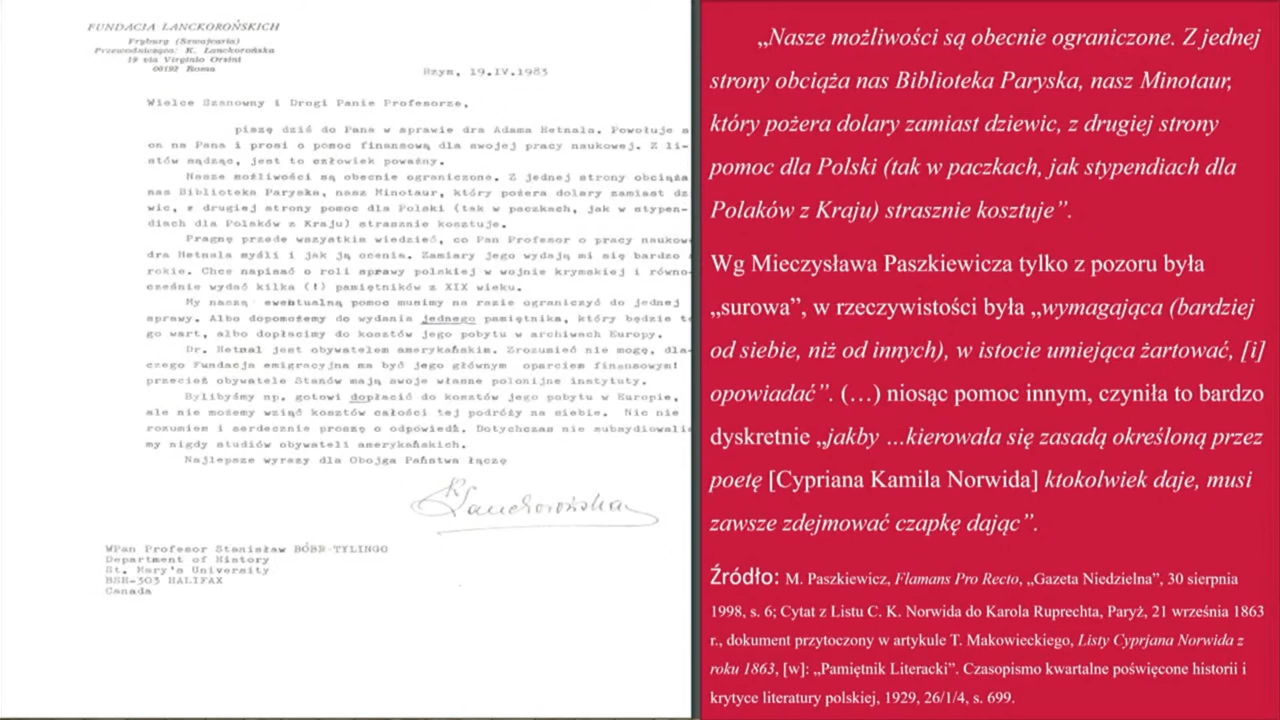 FUNDACJA LANCKOROŃSKICH
Fryburg (Szwajcaria)
Przewodnicząca: K. Lanckorońska
19 via Virginio Orsini
00192 Roma
Rzym, 19.IV.1983
Wielce Szanowny i Drogi Panie Profesorze,
piszę dziś do Pana w sprawie dra Adama Hetnala. Powołuje s
on na Pana i prosi o pomoc finansową dla swojej pracy naukowej. Z li-
stów sądząc, jest to człowiek poważny.
Nasze możliwości są obecnie ograniczone. Z jednej strony obciąża
nas Biblioteka Paryska, nasz Minotaur, który pożera dolary zamiast dz
wic, z drugiej strony pomoc dla Polski (tak w paczkach, jak w stypen-
diach dla Polaków z Kraju) strasznie kosztuje.
Pragnę przede wszystkim wiedzieć, co Pan Profesor o pracy naukow
dra Hetnala myśli i jak ją ocenia. Zamiary jego wydają mi się bardzo
rokie. Chce napisać o roli sprawy polskiej w wojnie krymskiej i równo-
cześnie wydać kilka (!) pamiętników z XIX wieku.
My naszą ewentualną pomoc musimy na razie ograniczyć do jednej
sprawy. Albo dopomożemy do wydania jednego pamiętnika, który będzie t
go wart, albo dopłacimy do kosztów jego pobytu w archiwach Europy.
Dr. Hetnal jest obywatelem amerykańskim. Zrozumieć nie mogę, dla-
czego Fundacja emigracyjna ma być jego głównym oparciem finansowym!
przecież obywatele Stanów mają swoje własne polonijne instytuty.
Bylibyśmy np. gotowi dopłacić do kosztów jego pobytu w Europie,
ale nie możemy wziąć kosztów całości tej podróży na siebie. Nic nie
rozumiem i serdecznie proszę o odpowiedź. Dotychczas nie subsydiowali
my nigdy studiów obywateli amerykańskich.
Najlepsze wyrazy dla Obojga Państwa łączę
K Lanckorońska
WPan Profesor Stanisław BÓBR-TYLINGO
Department of History
St. Mary's University
BSH-303 HALIFAX
Canada
„Nasze możliwości są obecnie ograniczone. Z jednej
strony obciąża nas Biblioteka Paryska, nasz Minotaur,
który pożera dolary zamiast dziewic, z drugiej strony
pomoc dla Polski (tak w paczkach, jak stypendiach dla
Polaków z Kraju) strasznie kosztuje”.
Wg Mieczysława Paszkiewicza tylko z pozoru była
„surowa”, w rzeczywistości była „wymagająca (bardziej
od siebie, niż od innych), w istocie umiejąca żartować, [i]
opowiadać”. (…) niosąc pomoc innym, czyniła to bardzo
dyskretnie „jakby …kierowała się zasadą określoną przez
poetę [Cypriana Kamila Norwida] ktokolwiek daje, musi
zawsze zdejmować czapkę dając”.
Źródło: M. Paszkiewicz, Flamans Pro Recto, „Gazeta Niedzielna”, 30 sierpnia
1998, s. 6; Cytat z Listu C. K. Norwida do Karola Ruprechta, Paryż, 21 września 1863
r., dokument przytoczony w artykule T. Makowieckiego, Listy Cyprjana Norwida z
roku 1863, [w]: „Pamiętnik Literacki”. Czasopismo kwartalne poświęcone historii i
krytyce literatury polskiej, 1929, 26/1/4, s. 699.